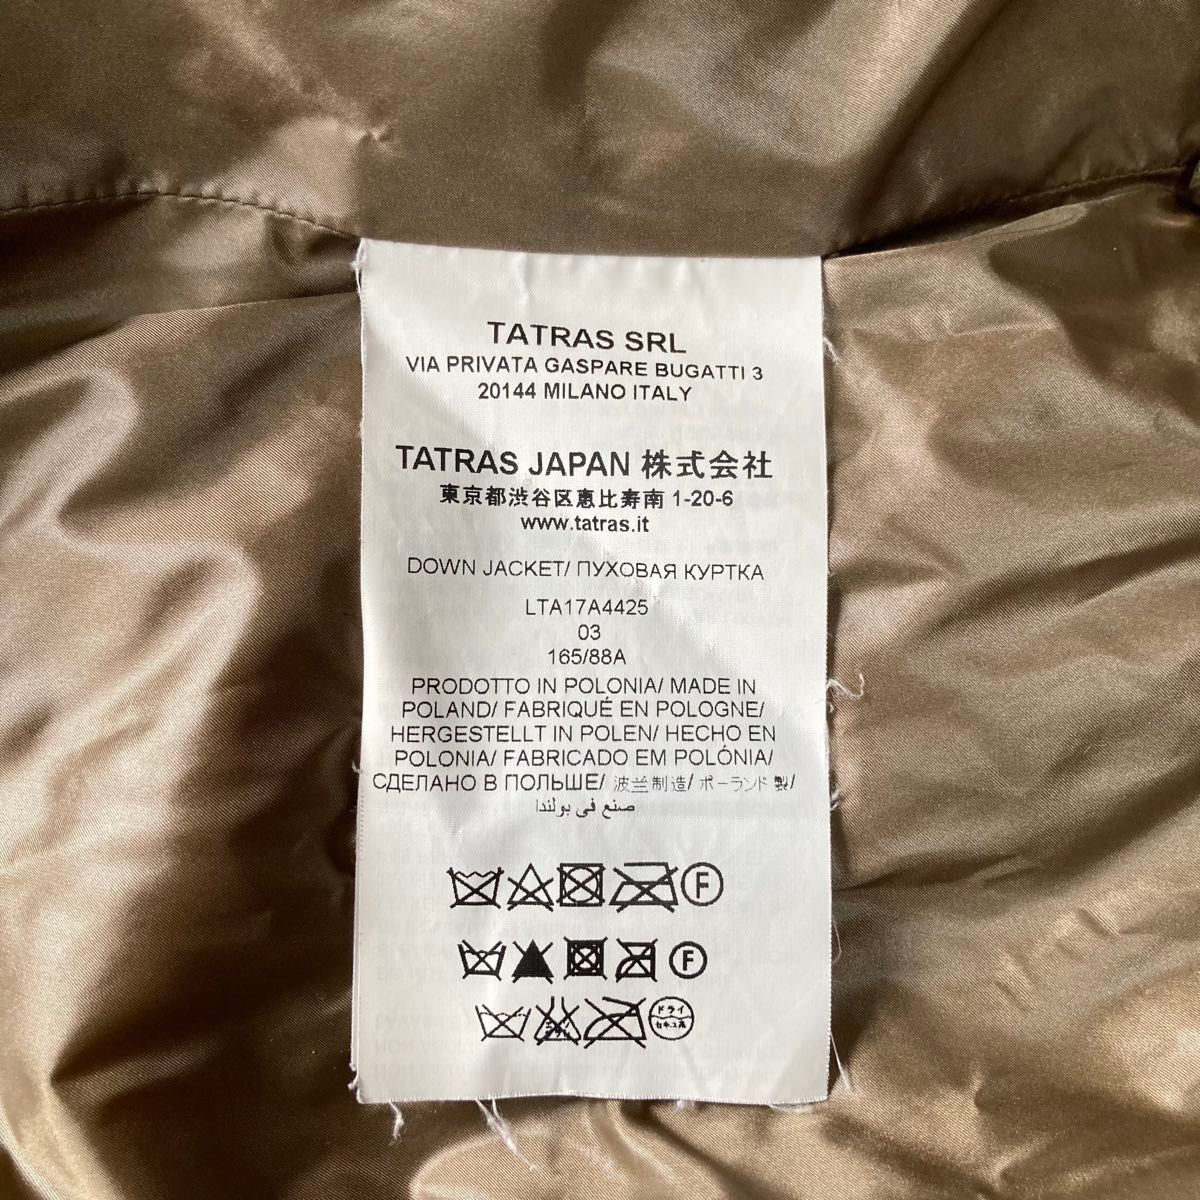 TATRAS SRL
VIA PRIVATA GASPARE BUGATTI 3
20144 MILANO ITALY
TATRAS JAPAN 株式会社
東京都渋谷区恵比寿南 1-20-6
www.tatras.it
DOWN JACKET/ ПУХОВАЯ КУРТКА
LTA17A4425
03
165/88A
PRODOTTO IN POLONIA/ MADE IN
POLAND/ FABRIQUÉ EN POLOGNE/
HERGESTELLT IN POLEN/ HECHO EN
POLONIA/ FABRICADO EM POLÓNIA/
СДЕЛАНО В ПОЛЬШЕ/ 波兰制造/ ポーランド製/
صنع في بولندا
F
F
ドライ
セキユ系